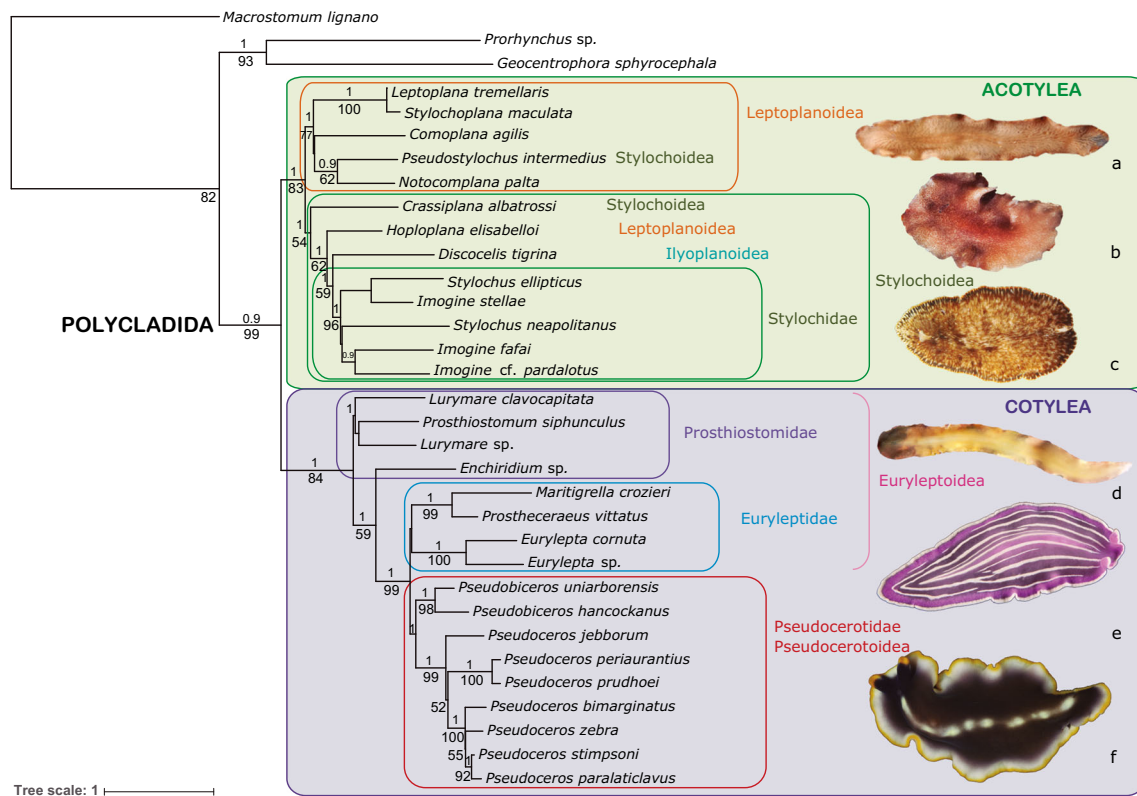 Macrostomum lignano
1
93
Prorhynchus sp.
Geocentrophora sphyrocephala
82
POLYCLADIDA
0.9
99
ACOTYLEA
1
83
1
77
1
100
Leptoplana tremellaris
Stylochoplana maculata
Leptoplanoidea
Comoplana agilis
0.9
62
Pseudostylochus intermedius Stylochoidea
Notocomplana palta
a
1
54
Crassiplana albatrossi Stylochoidea
1
62
Hoploplana elisabelloi Leptoplanoidea
Discocelis tigrina Ilyoplanoidea
b
1
59
Stylochoidea
1
96
Stylochus ellipticus
Imogine stellae
Stylochidae
Stylochus neapolitanus
0.9
Imogine fafai
Imogine cf. pardalotus
c
COTYLEA
1
84
1
Lurymare clavocapitata
Prosthiostomum siphunculus
Lurymare sp.
Prosthiostomidae
59
Enchiridium sp.
Euryleptoidea
d
1
99
1
99
Maritigrella crozieri
Prostheceraeus vittatus
Euryleptidae
1
100
Eurylepta cornuta
Eurylepta sp.
1
1
98
Pseudobiceros uniarborensis
Pseudobiceros hancockanus
Pseudocerotidae
Pseudocerotoidea
e
1
99
Pseudoceros jebborum
1
100
Pseudoceros periaurantius
Pseudoceros prudhoei
52
1
100
Pseudoceros bimarginatus
55
Pseudoceros zebra
1
92
Pseudoceros stimpsoni
Pseudoceros paralaticlavus
f
Tree scale: 1